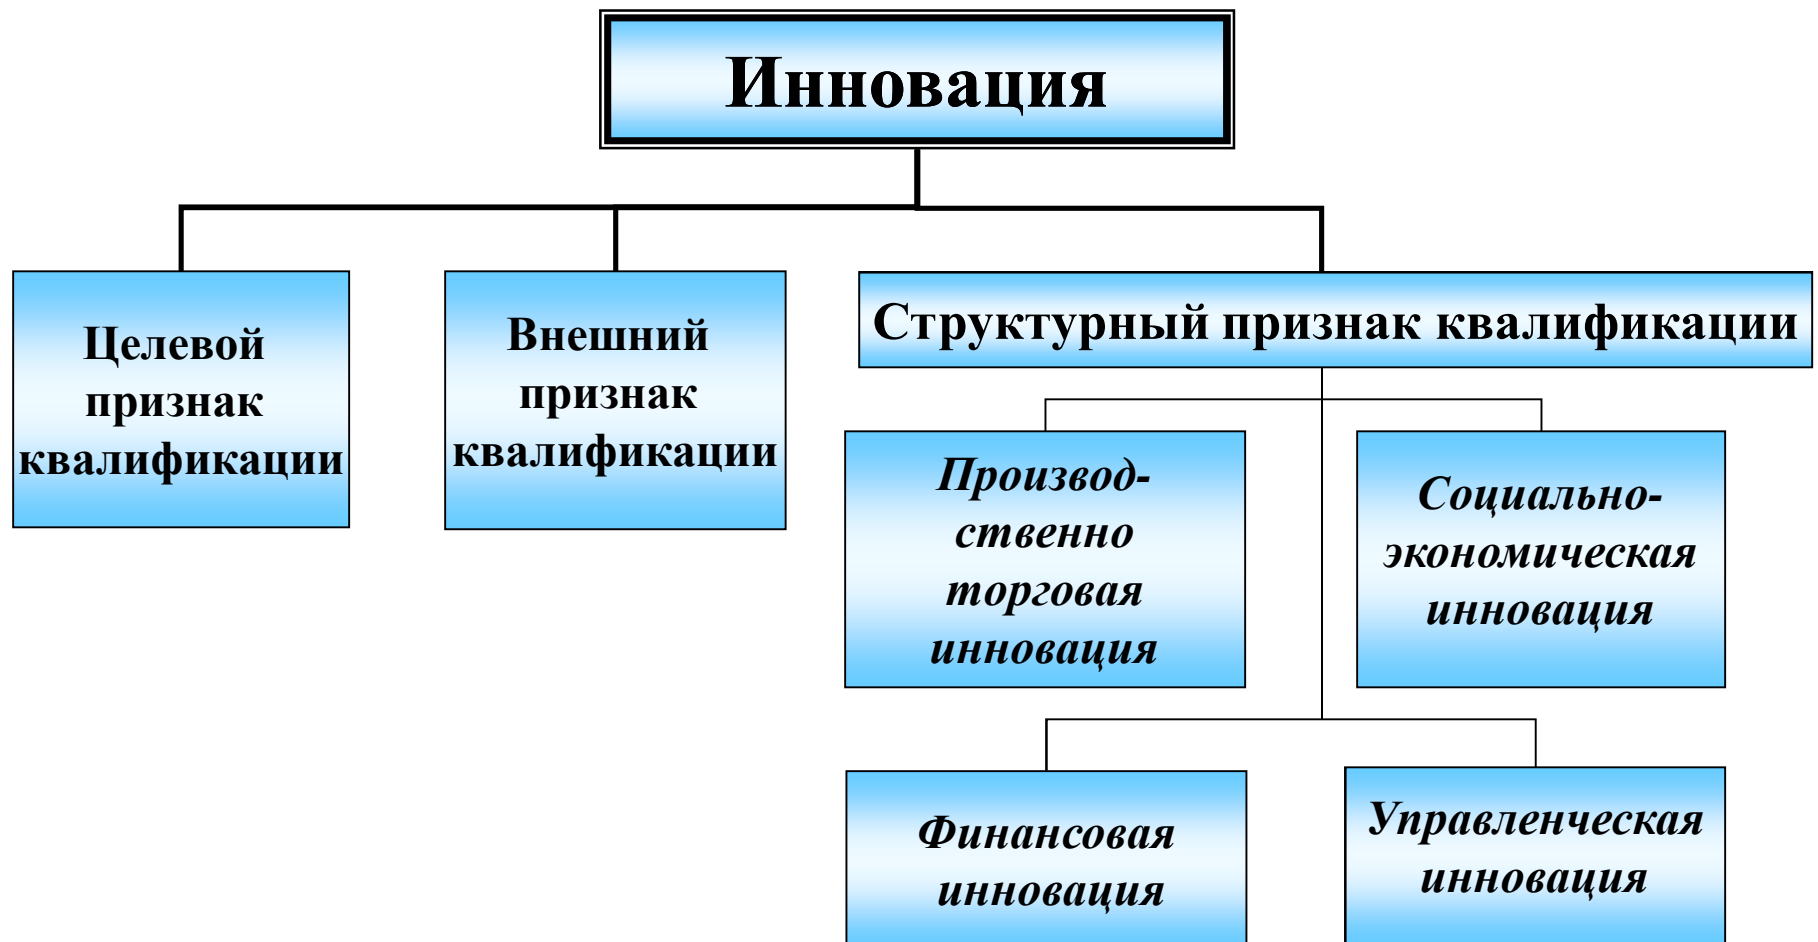 Инновация
Целевой
признак
квалификации
Внешний
признак
квалификации
Структурный признак квалификации
Производ-
ственно
торговая
инновация
Социально-
экономическая
инновация
Финансовая
инновация
Управленческая
инновация